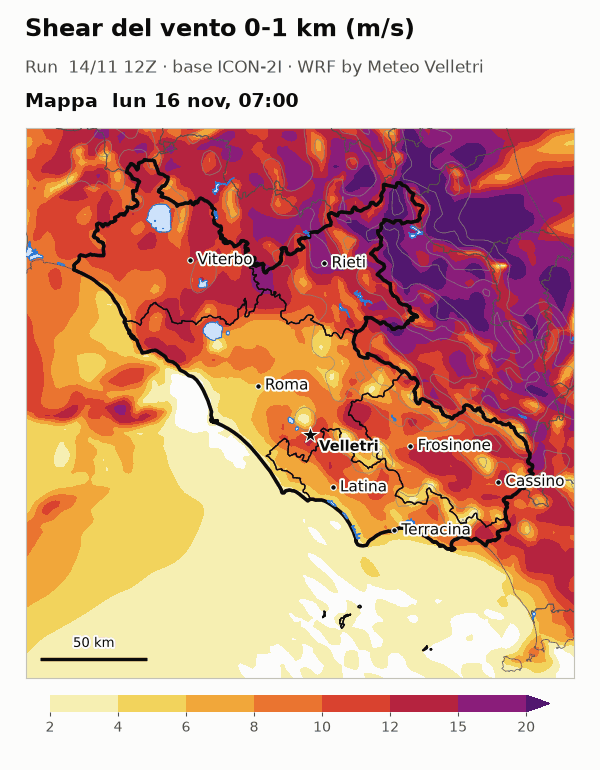 Shear del vento 0-1 km (m/s)
Run  14/11 12Z · base ICON-2I · WRF by Meteo Velletri
Mappa  lun 16 nov, 07:00
Viterbo
Rieti
Roma
Velletri
Frosinone
Latina
Cassino
Terracina
50 km
2 4 6 8 10 12 15 20